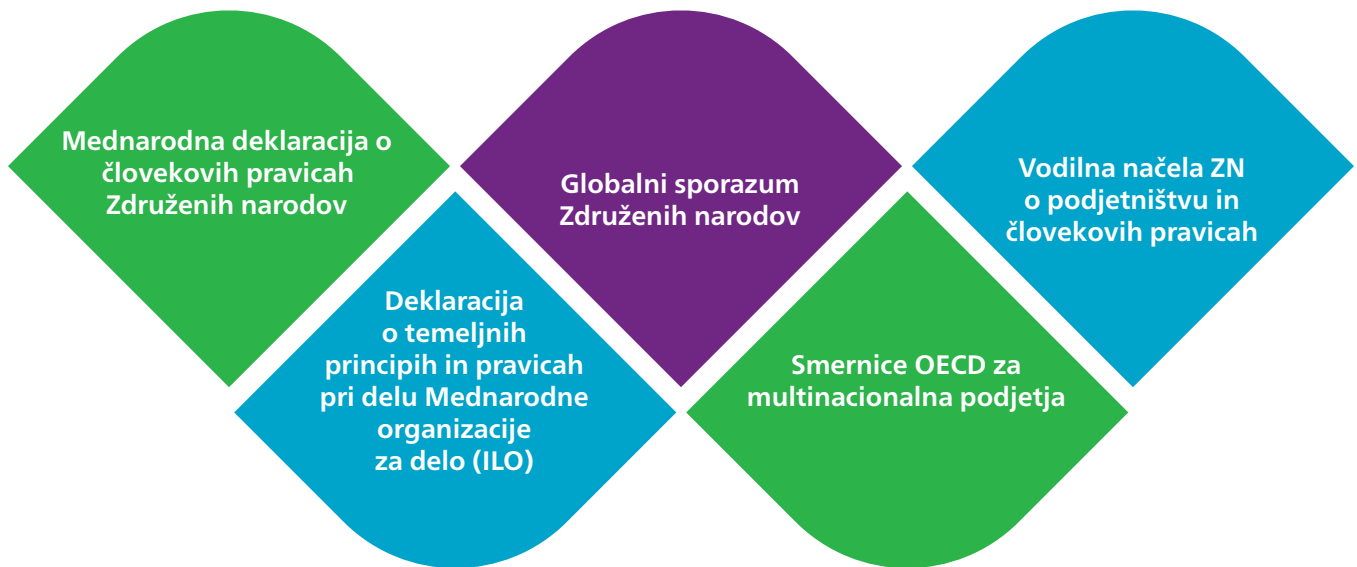 Mednarodna deklaracija o
človekovih pravicah
Združenih narodov
Deklaracija
o temeljnih
principih in pravicah
pri delu Mednarodne
organizacije
za delo (ILO)
Globalni sporazum
Združenih narodov
Smernice OECD za
multinacionalna podjetja
Vodilna načela ZN
o podjetništvu in
človekovih pravicah